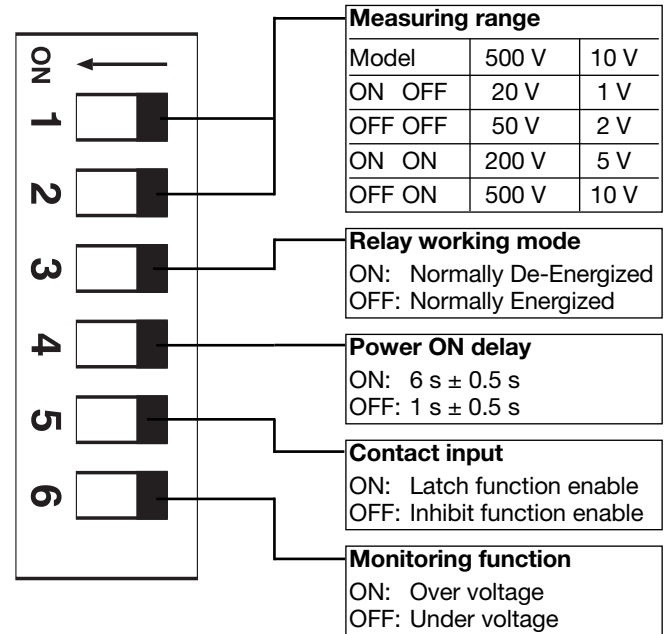 ON
1
2
3
4
5
6
Measuring range
Model 500 V 10 V
ON OFF 20 V 1 V
OFF OFF 50 V 2 V
ON ON 200 V 5 V
OFF ON 500 V 10 V
Relay working mode
ON: Normally De-Energized
OFF: Normally Energized
Power ON delay
ON: 6 s ± 0.5 s
OFF: 1 s ± 0.5 s
Contact input
ON: Latch function enable
OFF: Inhibit function enable
Monitoring function
ON: Over voltage
OFF: Under voltage